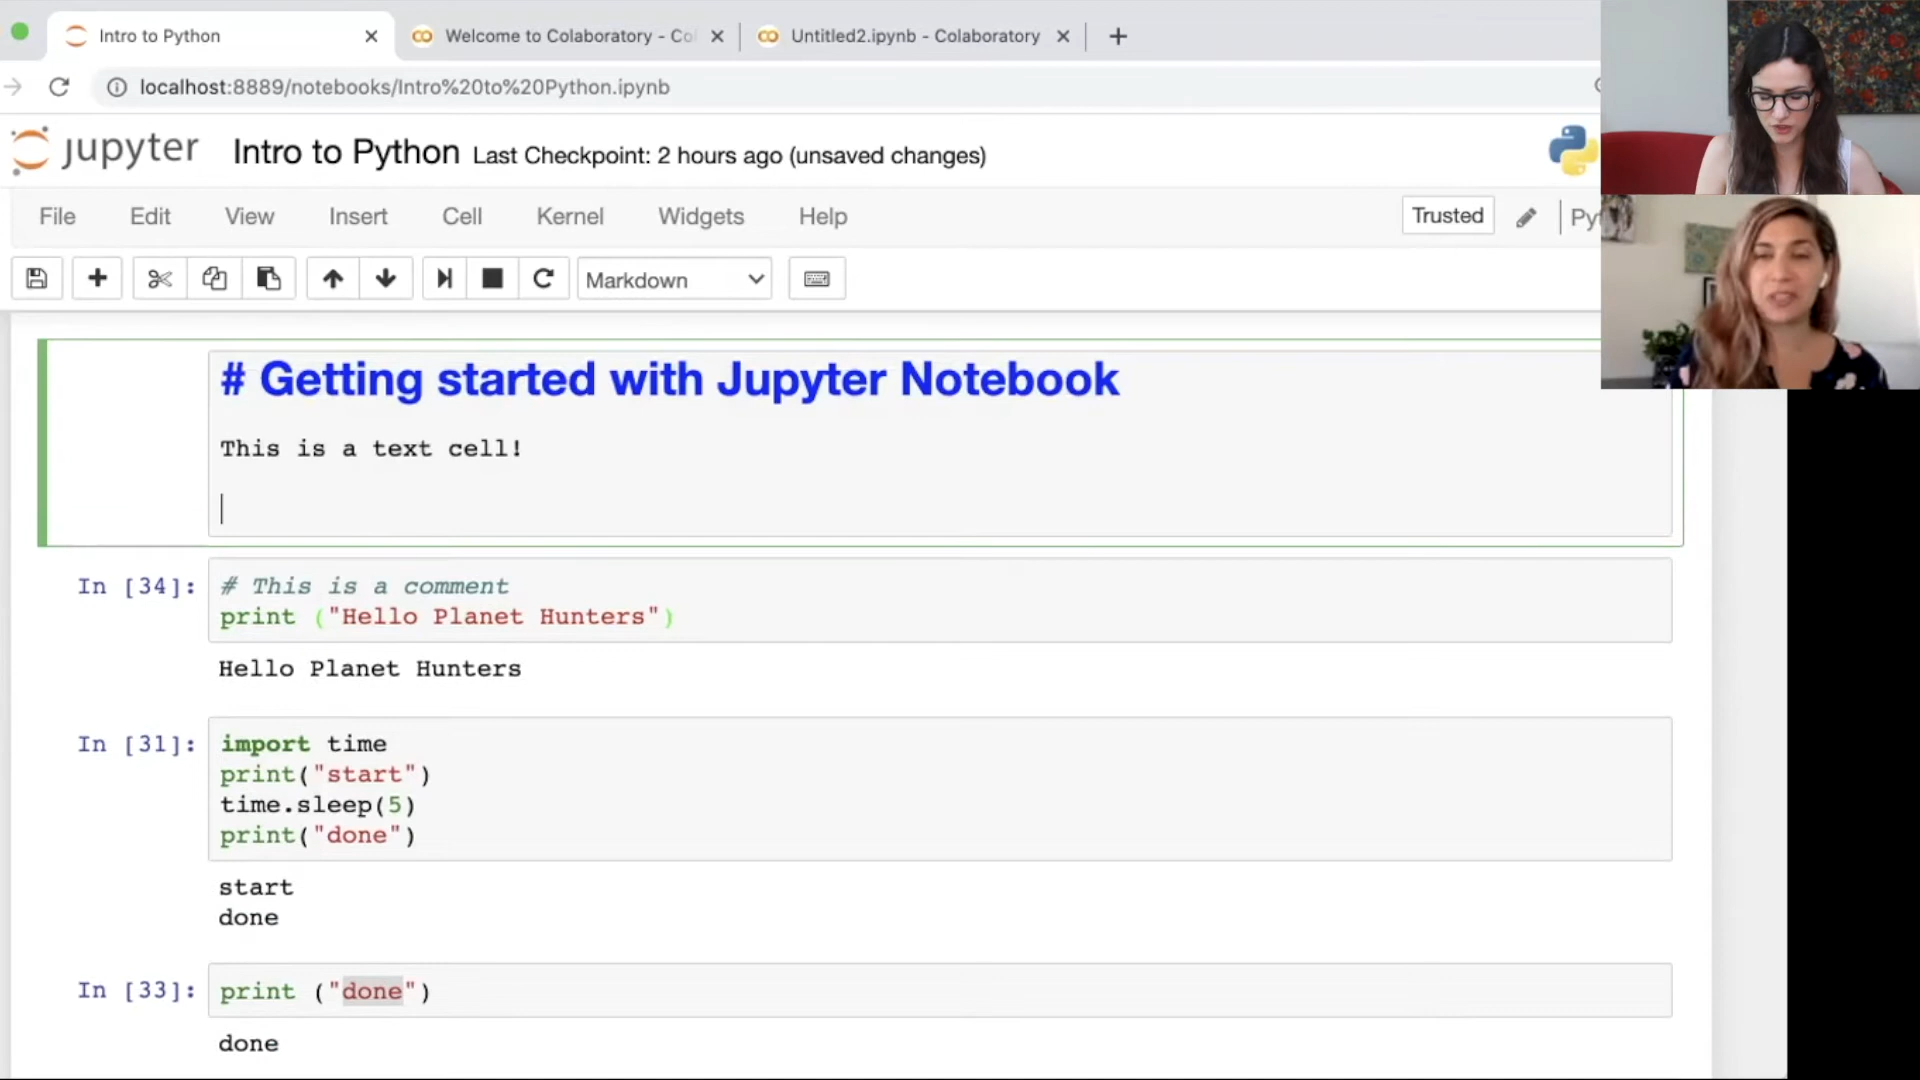 Intro to Python
Welcome to Colaboratory - Co
Untitled2.ipynb - Colaboratory
localhost:8889/notebooks/Intro%20to%20Python.ipynb
jupyter Intro to Python Last Checkpoint: 2 hours ago (unsaved changes)
File Edit View Insert Cell Kernel Widgets Help Trusted Py
Markdown
# Getting started with Jupyter Notebook
This is a text cell!
In [34]: # This is a comment
print ("Hello Planet Hunters")
Hello Planet Hunters
In [31]: import time
print("start")
time.sleep(5)
print("done")
start
done
In [33]: print ("done")
done